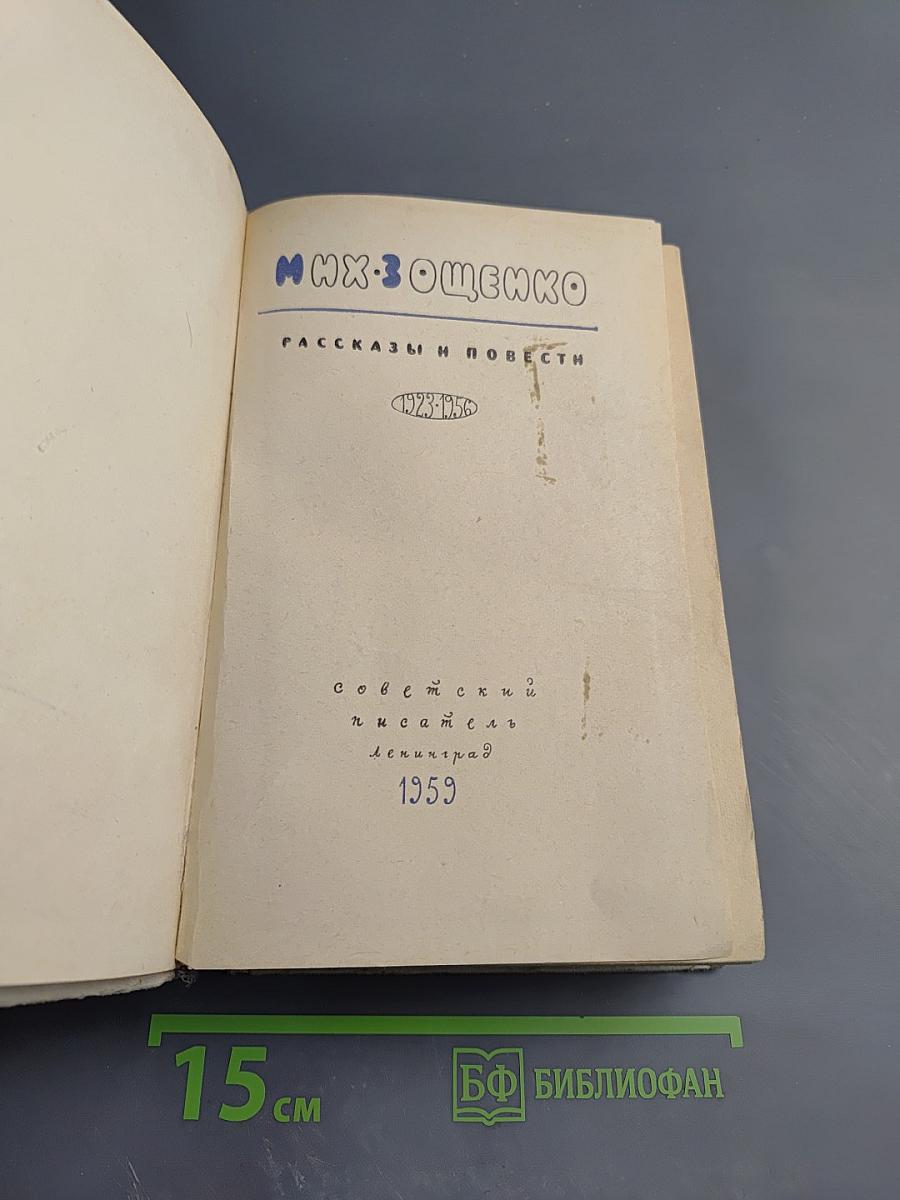 МИХ·ЗОЩЕНКО
РАССКАЗЫ И ПОВЕСТИ
1923·1956
советский
писатель
Ленинград
1959
15 см
БФ БИБЛИОФАН